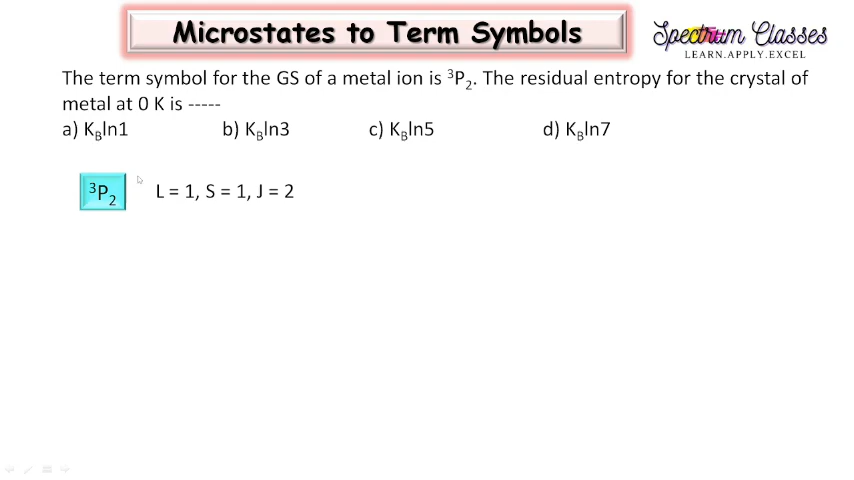 Microstates to Term Symbols
Spectrum Classes
LEARN.APPLY.EXCEL
The term symbol for the GS of a metal ion is ³P₂. The residual entropy for the crystal of
metal at 0 K is -----
a) K_Bln1 b) K_Bln3 c) K_Bln5 d) K_Bln7
³P₂ L = 1, S = 1, J = 2